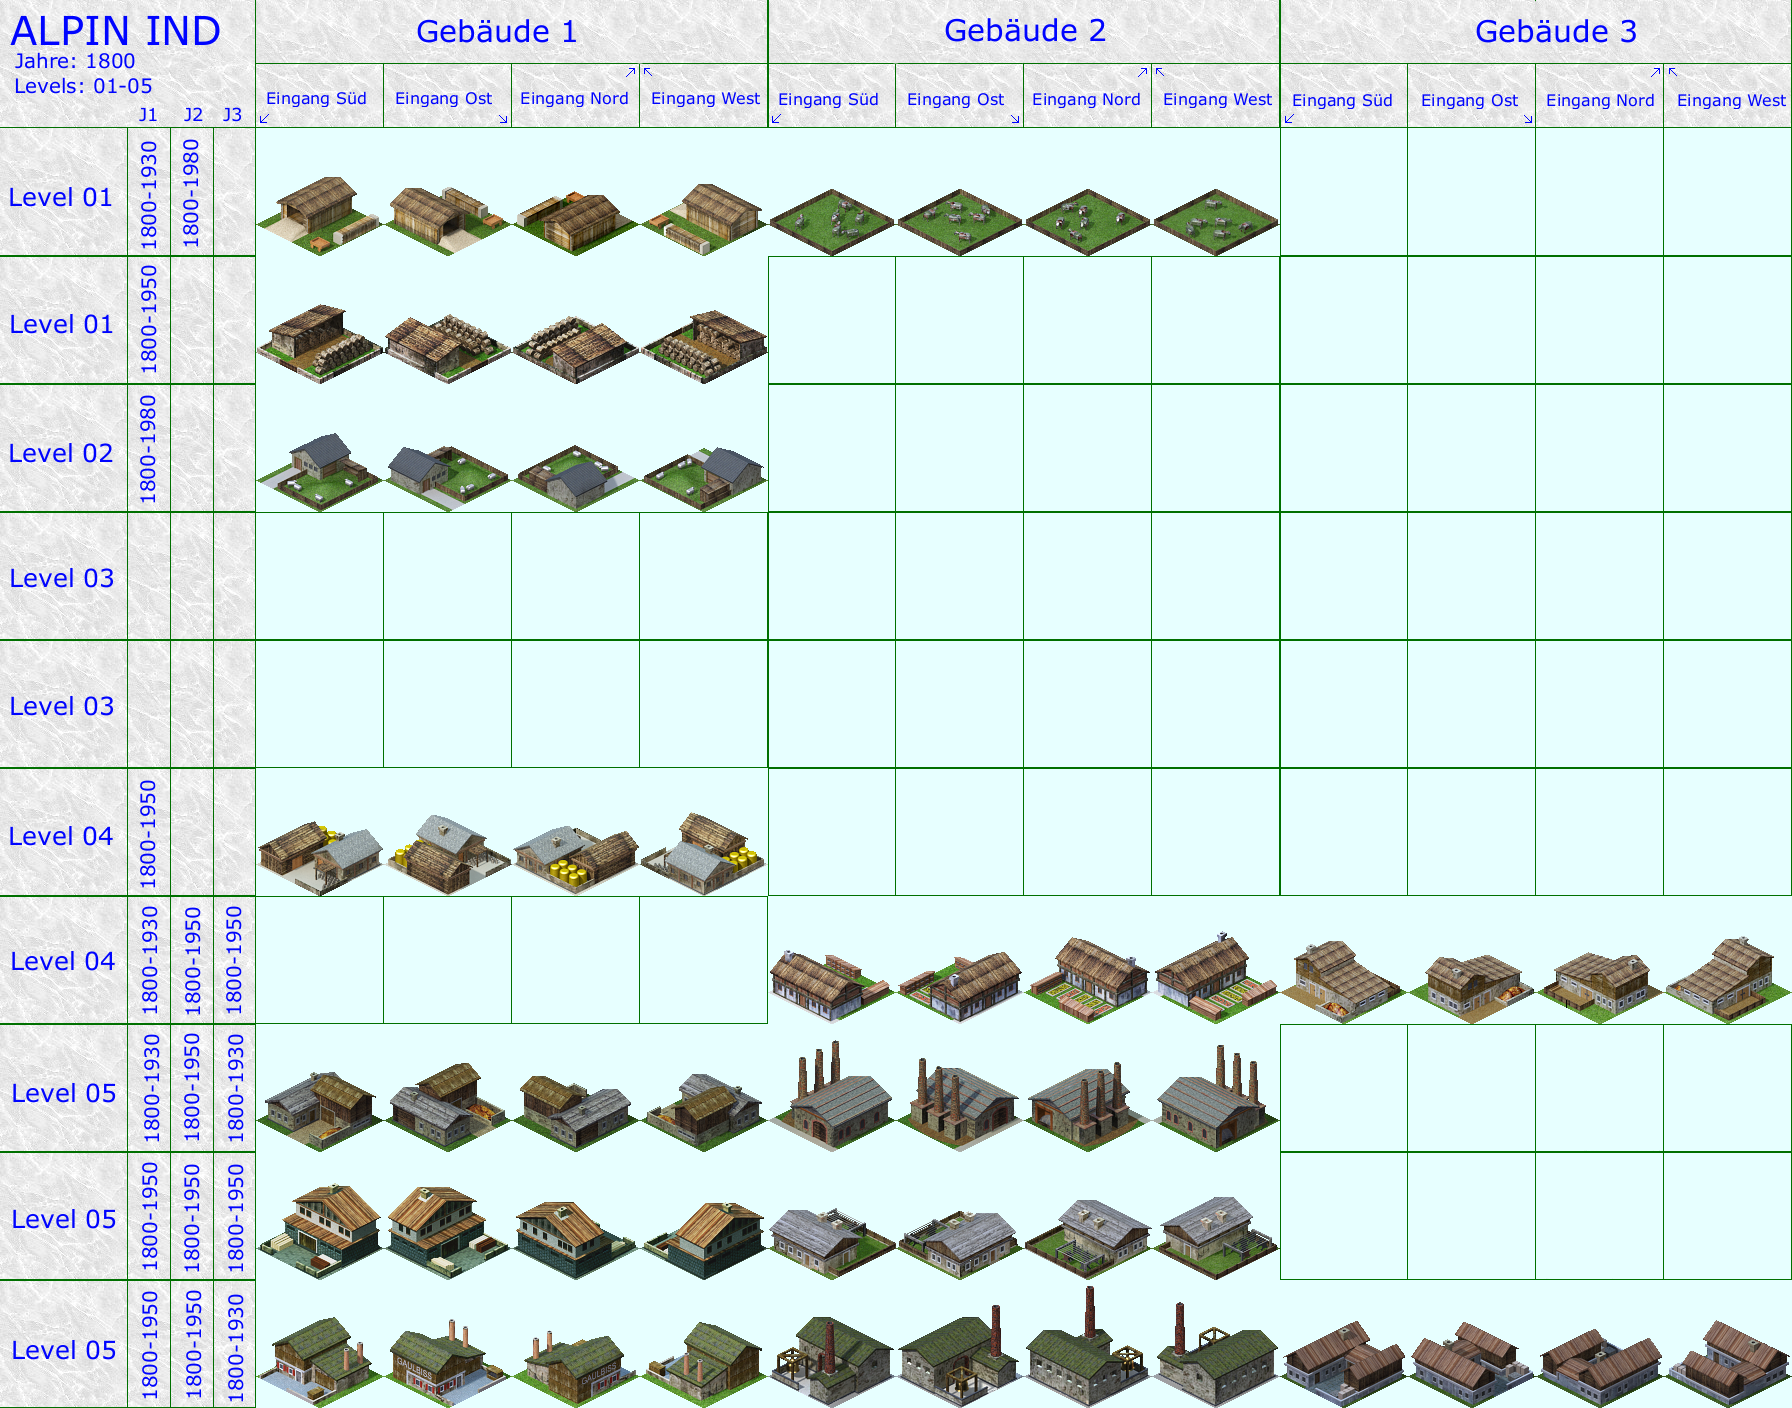 ALPIN IND
Jahre: 1800
Levels: 01-05
J1 J2 J3
Gebäude 1 Gebäude 2 Gebäude 3
Eingang Süd Eingang Ost Eingang Nord Eingang West Eingang Süd Eingang Ost Eingang Nord Eingang West Eingang Süd Eingang Ost Eingang Nord Eingang West
Level 01 1800-1930 1800-1980
Level 01 1800-1950
Level 02 1800-1980
Level 03
Level 03
Level 04 1800-1950
Level 04 1800-1930 1800-1950 1800-1950
Level 05 1800-1930 1800-1950 1800-1930
Level 05 1800-1950 1800-1950 1800-1950
Level 05 1800-1950 1800-1950 1800-1930
GAULBISS GAULBISS